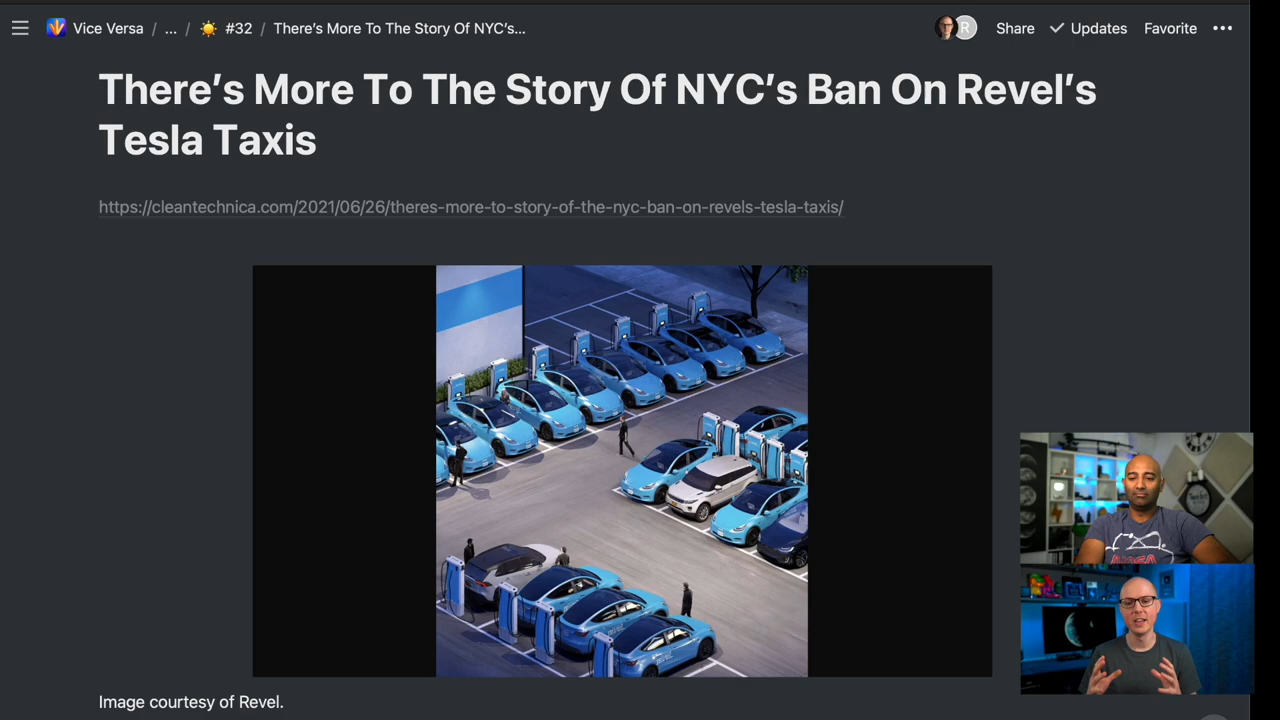 Vice Versa / ... / #32 / There's More To The Story Of NYC's...
R Share Updates Favorite
There's More To The Story Of NYC's Ban On Revel's
Tesla Taxis
https://cleantechnica.com/2021/06/26/theres-more-to-story-of-the-nyc-ban-on-revels-tesla-taxis/
Image courtesy of Revel.